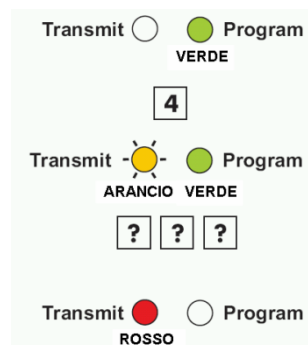 Transmit Program
VERDE
4
Transmit Program
ARANCIO VERDE
? ? ?
Transmit Program
ROSSO